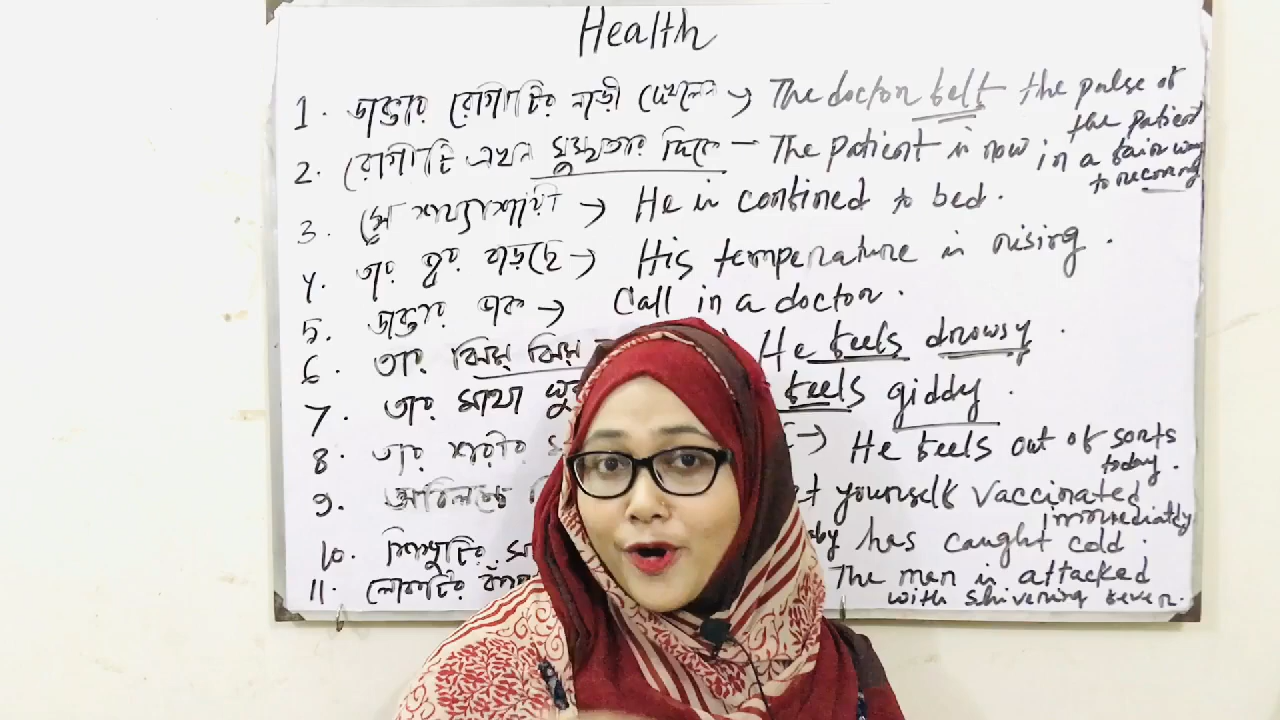 Health
1. ডাক্তার রোগীটির নাড়ী দেখলেন → The doctor felt the pulse of
the patient
2. রোগীটি এখন সুস্থতার দিকে – The patient is now in a fair way
to recovery
3. সে শয্যাশায়ী → He is confined to bed.
4. তার জ্বর বাড়ছে → His temperature is rising.
5. ডাক্তার ডাক → Call in a doctor.
6. তার ঝিম ঝিম He feels drowsy.
7. তার মাথা feels giddy.
8. তার শরীর → He feels out of sorts
today.
9. অবিলম্বে yourself vaccinated
immediately
10. শিশুটির has caught cold.
11. লোকটির The man is attacked
with shivering fever.